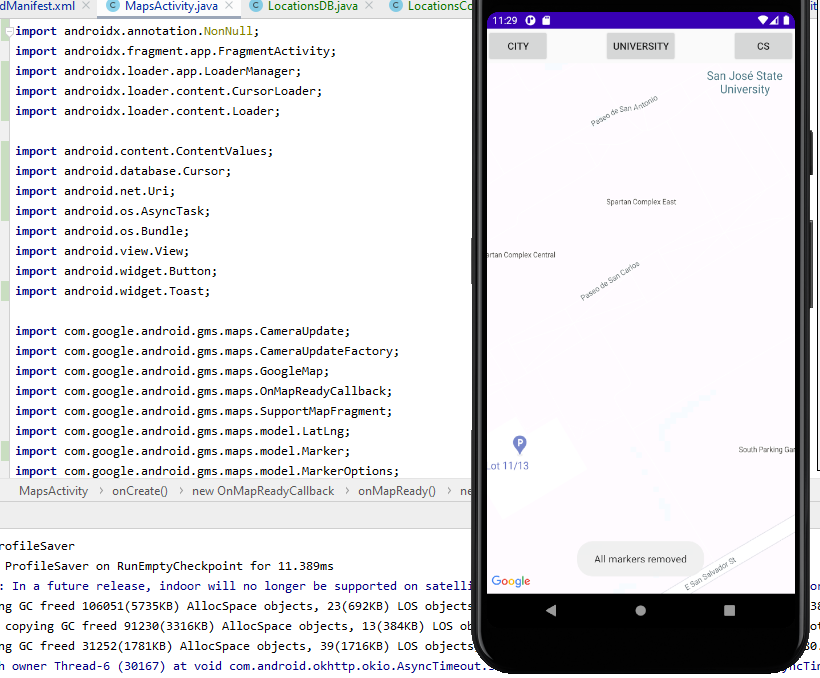 dManifest.xml × MapsActivity.java × LocationsDB.java × LocationsCo
import androidx.annotation.NonNull;
import androidx.fragment.app.FragmentActivity;
import androidx.loader.app.LoaderManager;
import androidx.loader.content.CursorLoader;
import androidx.loader.content.Loader;
import android.content.ContentValues;
import android.database.Cursor;
import android.net.Uri;
import android.os.AsyncTask;
import android.os.Bundle;
import android.view.View;
import android.widget.Button;
import android.widget.Toast;
import com.google.android.gms.maps.CameraUpdate;
import com.google.android.gms.maps.CameraUpdateFactory;
import com.google.android.gms.maps.GoogleMap;
import com.google.android.gms.maps.OnMapReadyCallback;
import com.google.android.gms.maps.SupportMapFragment;
import com.google.android.gms.maps.model.LatLng;
import com.google.android.gms.maps.model.Marker;
import com.google.android.gms.maps.model.MarkerOptions;
MapsActivity > onCreate() > new OnMapReadyCallback > onMapReady() > ne
rofileSaver
ProfileSaver on RunEmptyCheckpoint for 11.389ms
: In a future release, indoor will no longer be supported on satelli
ng GC freed 106051(5735KB) AllocSpace objects, 23(692KB) LOS objects
copying GC freed 91230(3316KB) AllocSpace objects, 13(384KB) LOS ob
ng GC freed 31252(1781KB) AllocSpace objects, 39(1716KB) LOS objects
h owner Thread-6 (30167) at void com.android.okhttp.okio.AsyncTimeout.
11:29
CITY UNIVERSITY CS
San José State
University
Paseo de San Antonio
Spartan Complex East
artan Complex Central
Paseo de San Carlos
P
Lot 11/13
South Parking Gar
All markers removed
E San Salvador St
Google